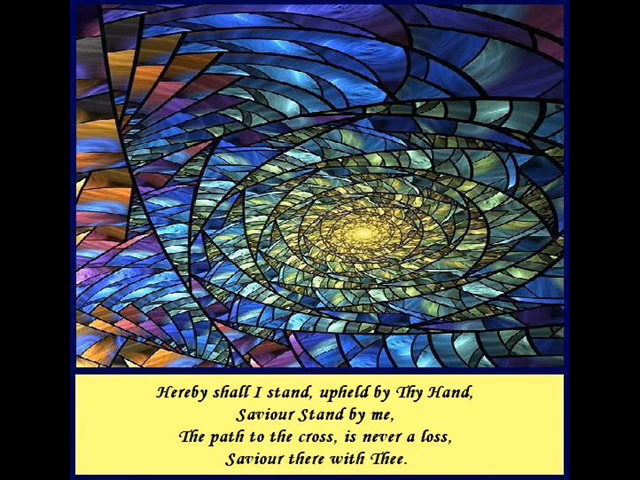 Hereby shall I stand, upheld by Thy Hand,
Saviour Stand by me,
The path to the cross, is never a loss,
Saviour there with Thee.